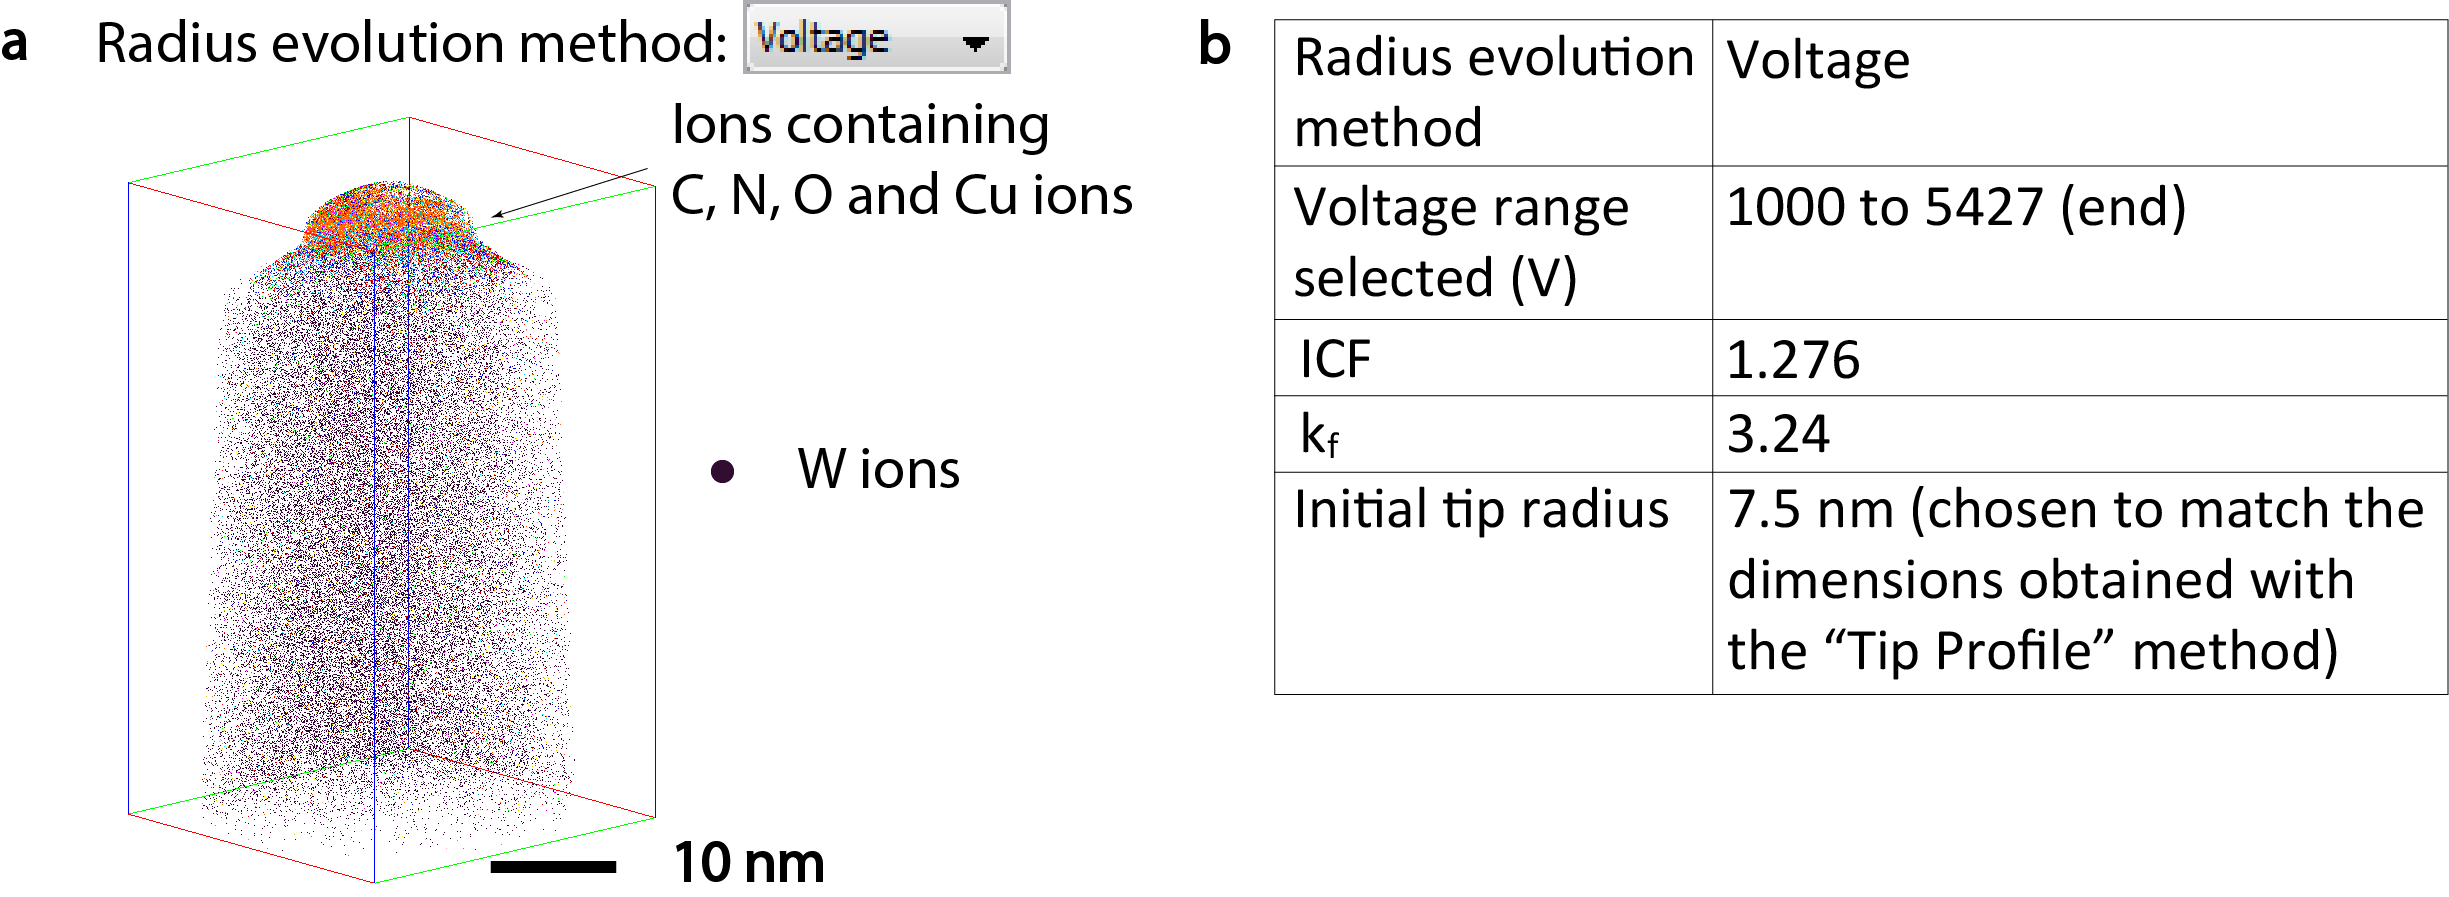 a
Radius evolution method: Voltage
Ions containing
C, N, O and Cu ions
W ions
10 nm
b
Radius evolution
method
Voltage
Voltage range
selected (V)
1000 to 5427 (end)
ICF
1.276
kf
3.24
Initial tip radius
7.5 nm (chosen to match the
dimensions obtained with
the “Tip Profile” method)